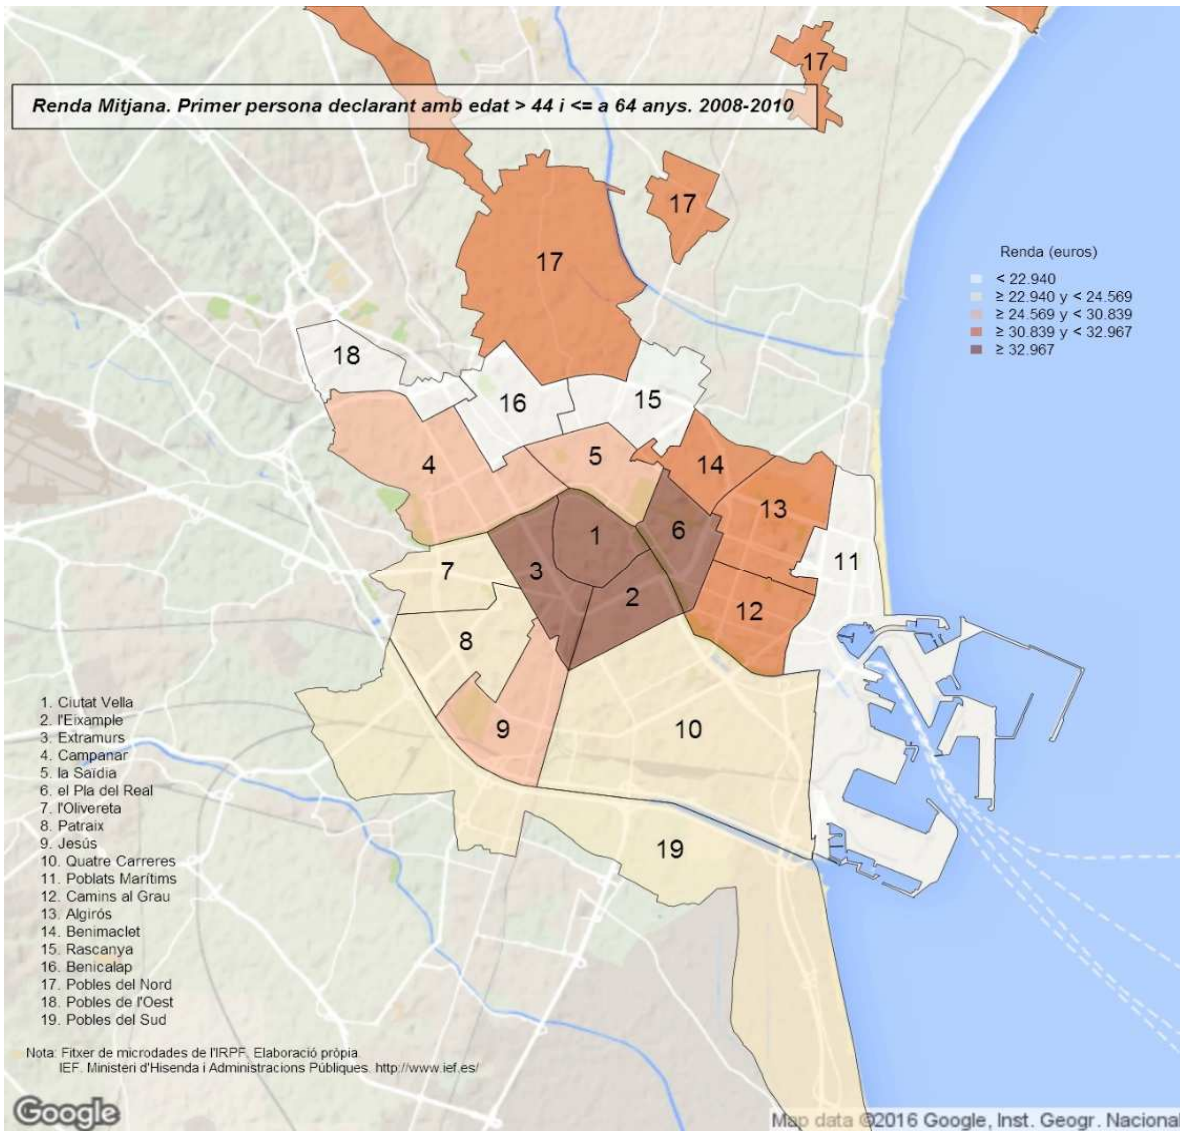 Renda Mitjana. Primer persona declarant amb edat > 44 i <= a 64 anys. 2008-2010
17
17
17
18
16
15
4
5
14
13
6
1
3
2
11
7
12
8
9
10
19
Renda (euros)
< 22.940
≥ 22.940 y < 24.569
≥ 24.569 y < 30.839
≥ 30.839 y < 32.967
≥ 32.967
1. Ciutat Vella
2. l'Eixample
3. Extramurs
4. Campanar
5. la Saïdia
6. el Pla del Real
7. l'Olivereta
8. Patraix
9. Jesús
10. Quatre Carreres
11. Poblats Marítims
12. Camins al Grau
13. Algirós
14. Benimaclet
15. Rascanya
16. Benicalap
17. Pobles del Nord
18. Pobles de l'Oest
19. Pobles del Sud
Nota: Fitxer de microdades de l'IRPF. Elaboració pròpia.
IEF. Ministeri d'Hisenda i Administracions Públiques. http://www.ief.es/
Google
Map data ©2016 Google, Inst. Geogr. Nacional